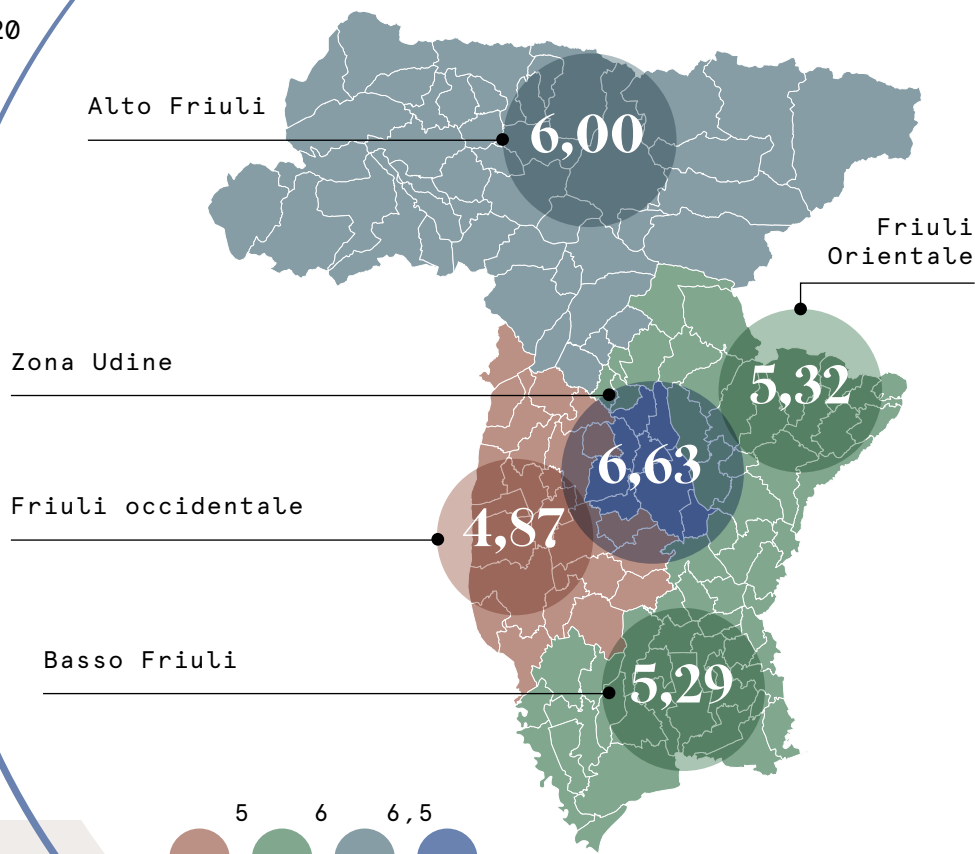 20
Alto Friuli
6,00
Friuli
Orientale
5,32
Zona Udine
6,63
Friuli occidentale
4,87
Basso Friuli
5,29
5 6 6,5